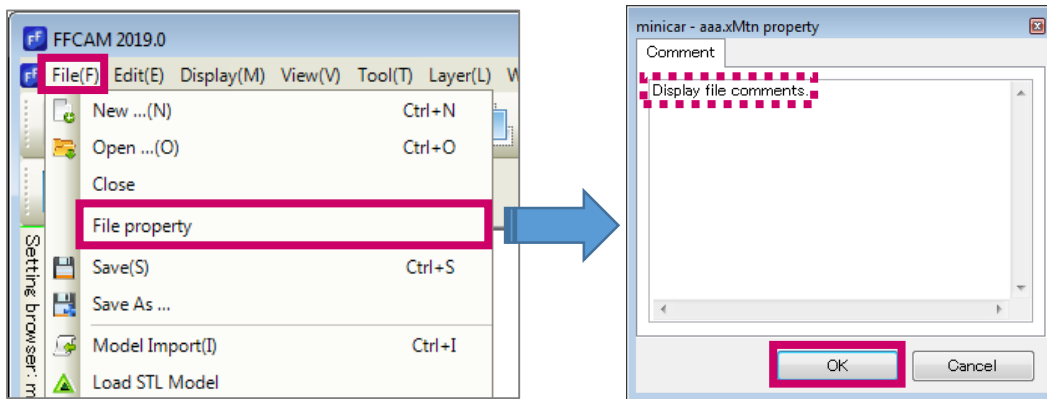 FFCAM 2019.0
File(F) Edit(E) Display(M) View(V) Tool(T) Layer(L) W
New ...(N) Ctrl+N
Open ...(O) Ctrl+O
Close
File property
Save(S) Ctrl+S
Save As ...
Model Import(I) Ctrl+I
Load STL Model
Setting browser: m
minicar - aaa.xMtn property
Comment
Display file comments.
OK Cancel